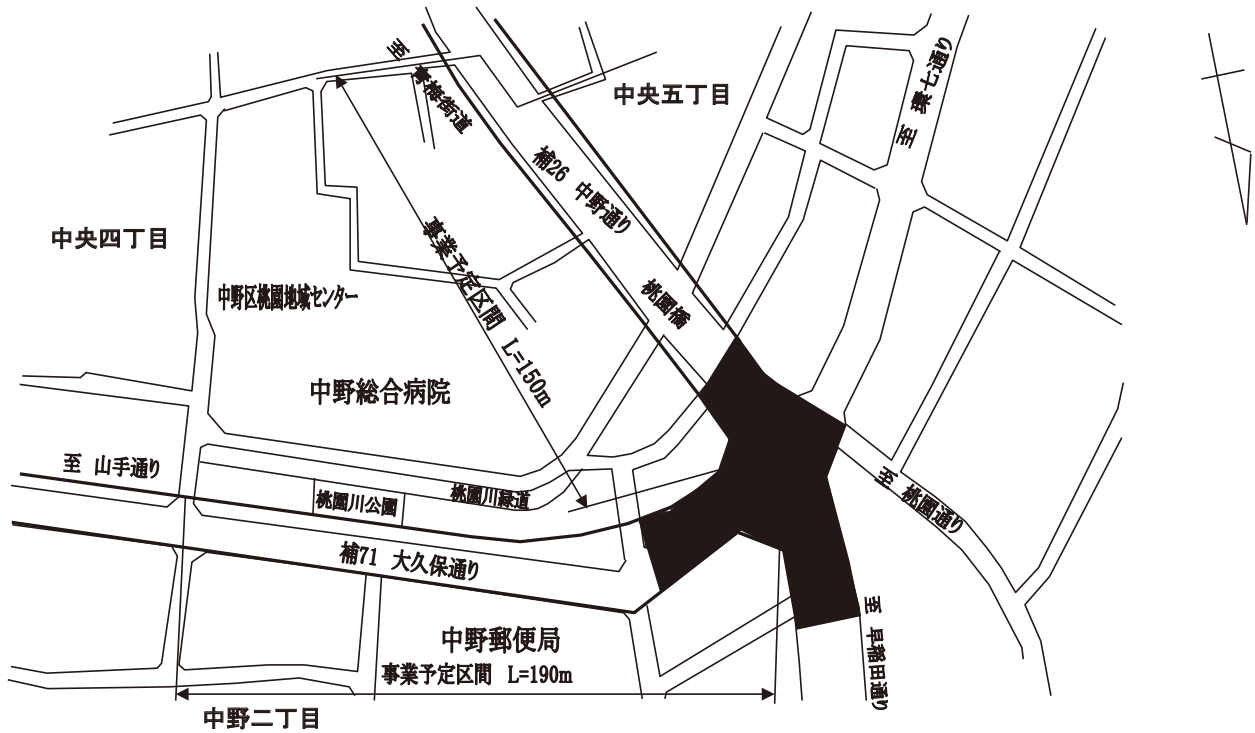 至　青梅街道
中央五丁目
至　環七通り
補26　中野通り
中央四丁目
事業予定区間　L=150m
中野区桃園地域センター
桃園橋
中野総合病院
至　山手通り
桃園川公園
桃園川緑道
至　桃園通り
補71　大久保通り
中野郵便局
事業予定区間　L=190m
至　早稲田通り
中野二丁目